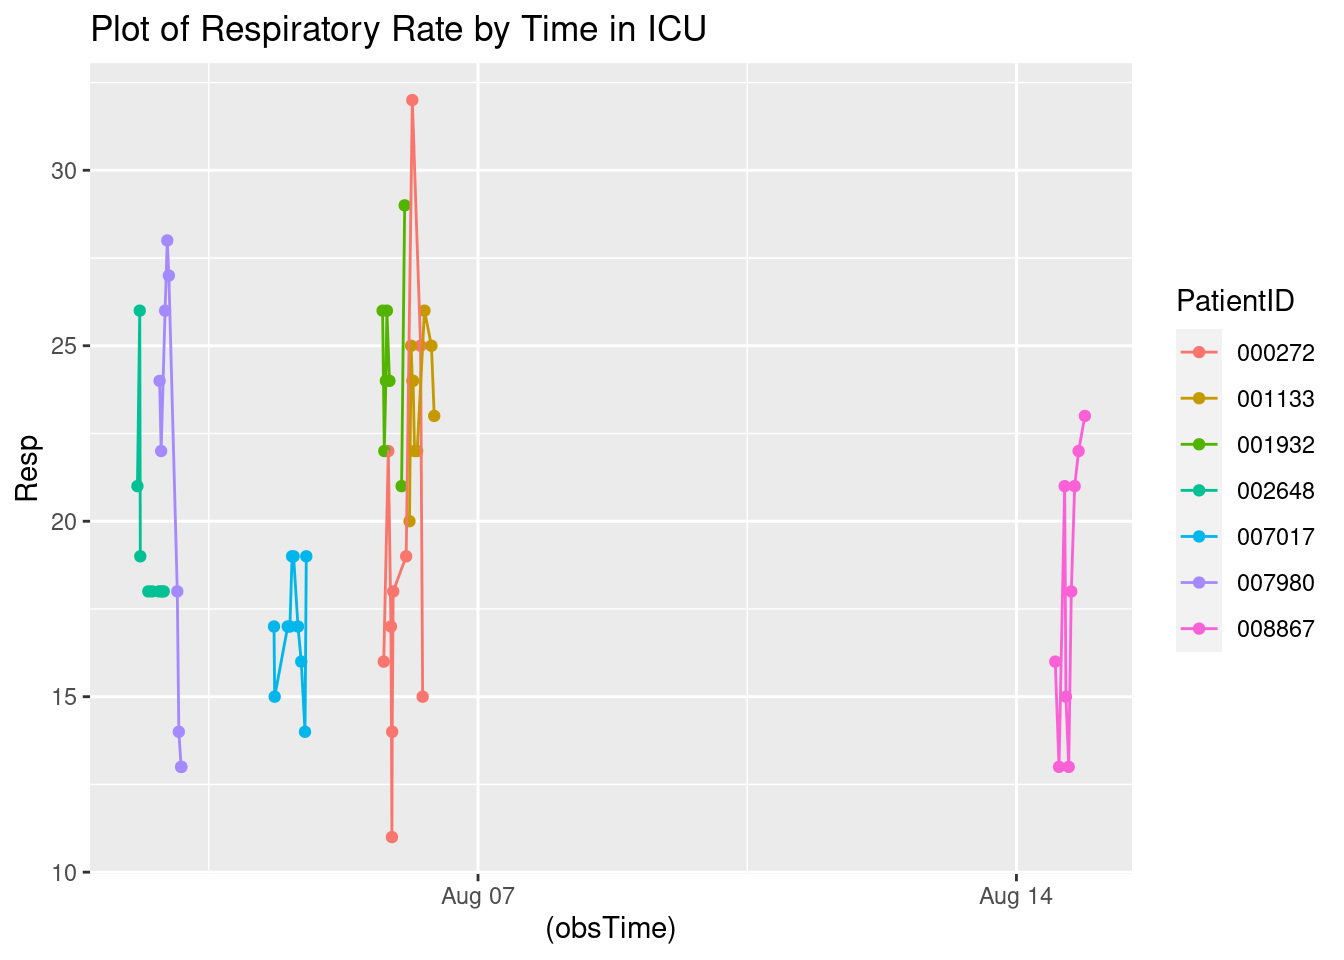 Plot of Respiratory Rate by Time in ICU
30
25
20
15
10
Resp
Aug 07
Aug 14
(obsTime)
PatientID
000272
001133
001932
002648
007017
007980
008867